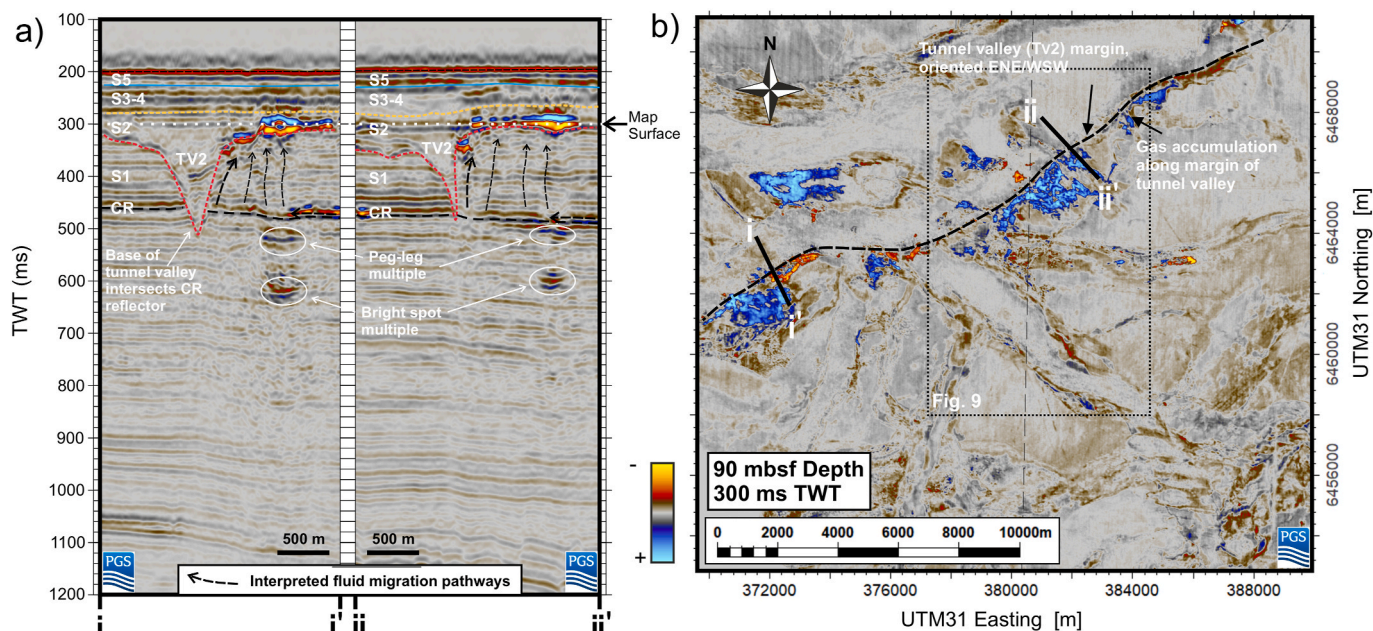 a)
100
200
300
400
500
600
700
800
900
1000
1100
1200
TWT (ms)
S5
S3-4
S2
TV2
S1
CR
S5
S3-4
S2
TV2
S1
CR
Map
Surface
Base of
tunnel valley
intersects CR
reflector
Peg-leg
multiple
Bright spot
multiple
500 m
500 m
PGS
Interpreted fluid migration pathways
PGS
i
i'
ii
ii'
-
+
b)
N
Tunnel valley (Tv2) margin,
oriented ENE/WSW
ii
Gas accumulation
along margin of
tunnel valley
ii'
i
i'
Fig. 9
90 mbsf Depth
300 ms TWT
0 2000 4000 6000 8000 10000m
PGS
6468000
6464000
6460000
6456000
UTM31 Northing [m]
372000 376000 380000 384000 388000
UTM31 Easting [m]